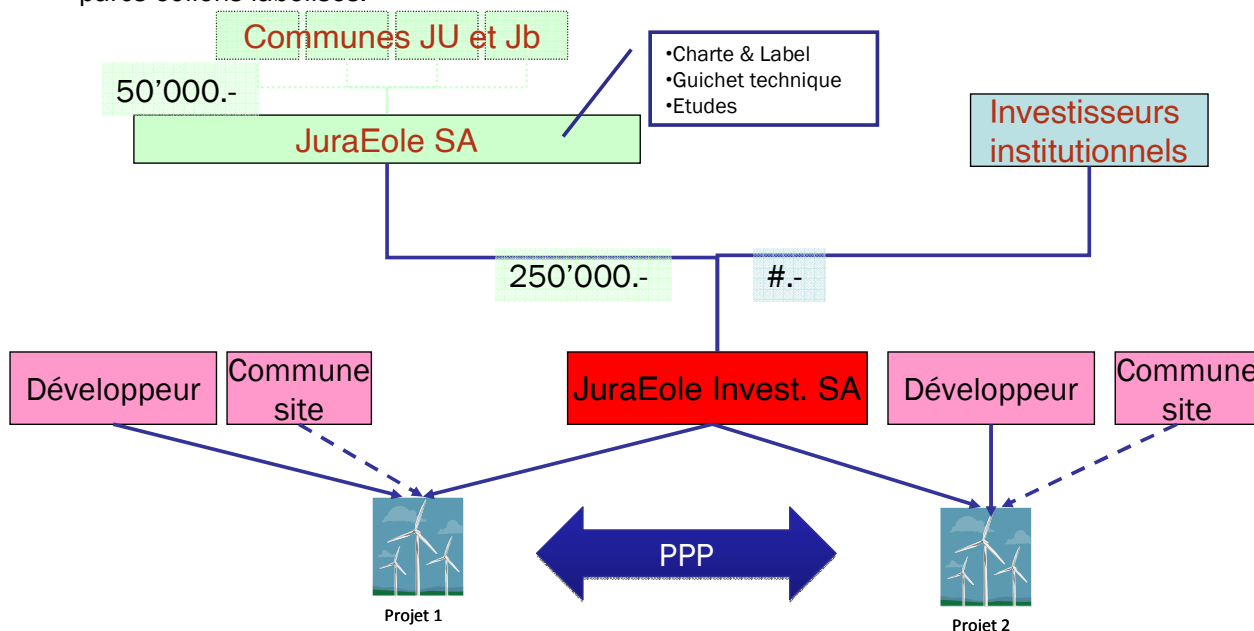 Communes JU et Jb
50’000.-
•Charte & Label
•Guichet technique
•Etudes
JuraEole SA
Investisseurs
institutionnels
250’000.-
#.-
Développeur
Commune
site
JuraEole Invest. SA
Développeur
Commune
site
PPP
Projet 1
Projet 2